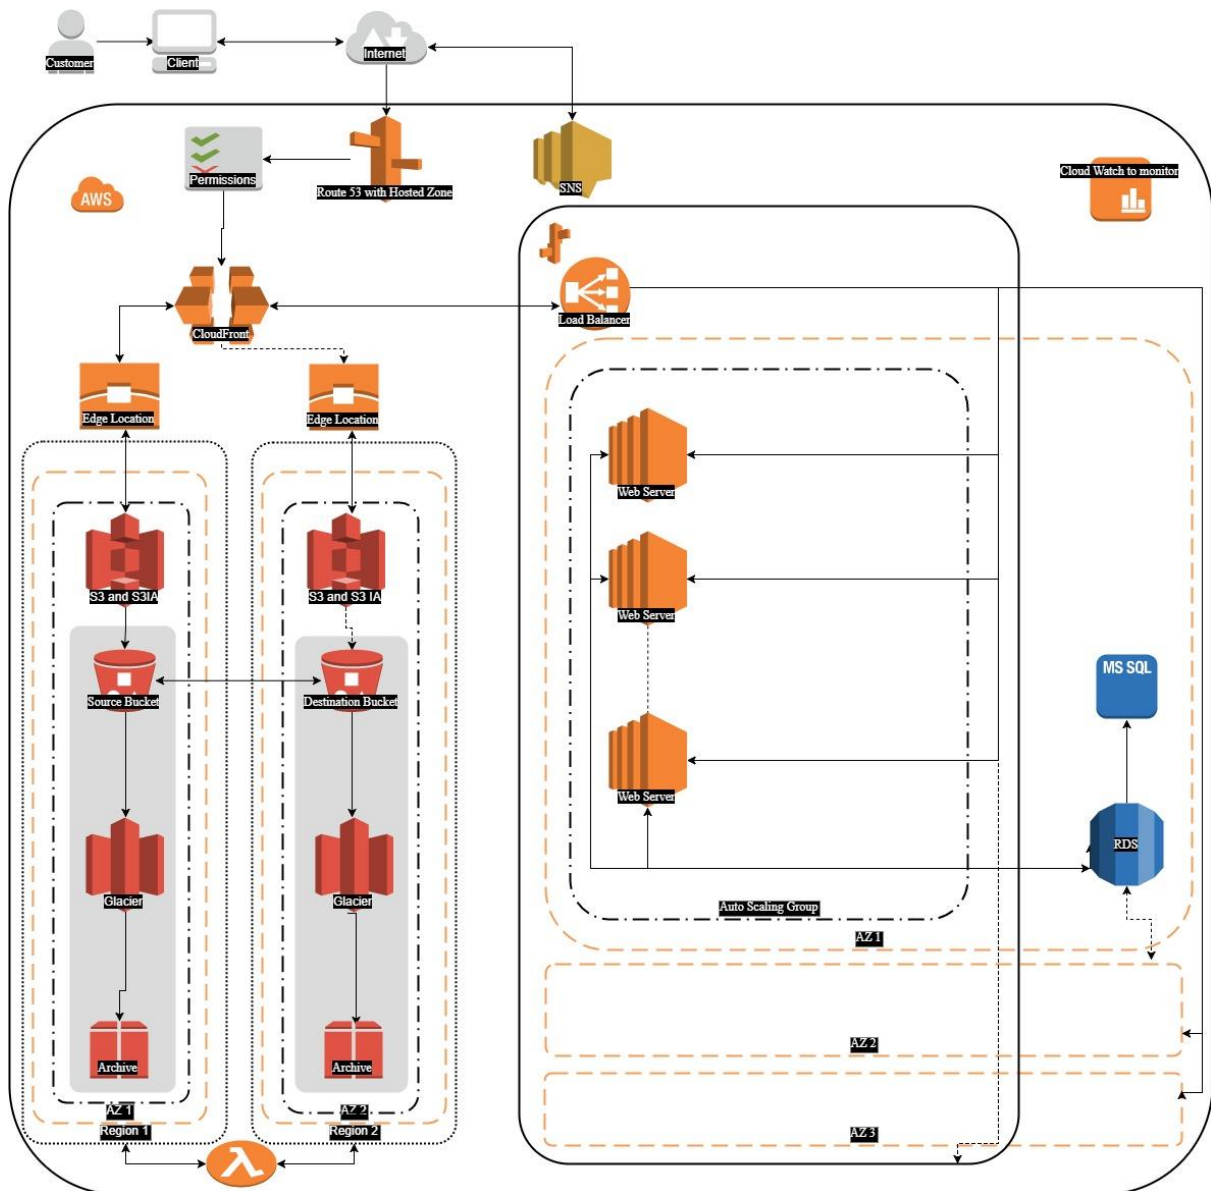 Customer
Client
Internet
Permissions
Route 53 with Hosted Zone
SNS
Cloud Watch to monitor
AWS
CloudFront
Load Balancer
Edge Location
Edge Location
Web Server
S3 and S3IA
S3 and S3 IA
Web Server
MS SQL
Source Bucket
Destination Bucket
Web Server
RDS
Glacier
Glacier
Auto Scaling Group
AZ 1
AZ 2
Archive
Archive
AZ 1
AZ 2
Region 1
Region 2
AZ 3